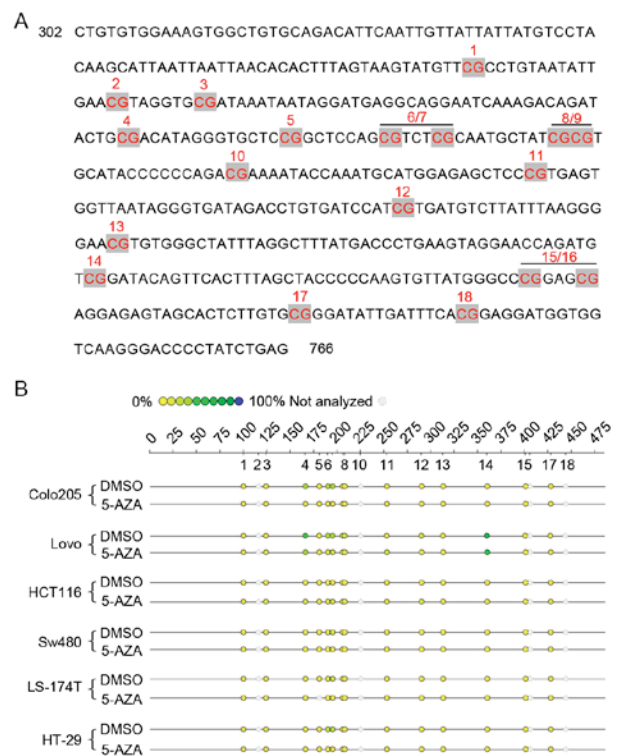 A
302 CTGTGTGGAAAGTGGCTGTGCAGACATTCAATTGTTATTATTATGTCCTA
1
CAAGCATTAATTAATTAACACACTTTAGTAAGTATGTTCGCCTGTAATATT
2 3
GAACGTAGGTGCGATAAATAATAGGATGAGGCAGGAATCAAAGACAGAT
4 5 6/7 8/9
ACTGCGACATAGGGTGCTCCGGCTCCAGCGTCTCGCAATGCTATCGCGT
10 11
GCATACCCCCCAGACGAAAATACCAAATGCATGGAGAGCTCCCGTGAGT
12
GGTTAATAGGGTGATAGACCTGTGATCCATCGTGATGTCTTATTTAAGGG
13
GAACGTGTGGGCTATTTAGGCTTTATGACCCTGAAGTAGGAACCAGATG
14 15/16
TCGGATACAGTTCACTTTAGCTACCCCCAAGTGTTATGGGCCCGGAGCG
17 18
AGGAGAGTAGCACTCTTGTGCGGGATATTGATTTCACGGAGGATGGTGG
TCAAGGGACCCCTATCTGAG 766
B
0% 100% Not analyzed
0 25 50 75 100 125 150 175 200 225 250 275 300 325 350 375 400 425 450 475
1 2 3 4 5 6 8 10 11 12 13 14 15 17 18
Colo205 { DMSO
5-AZA
Lovo { DMSO
5-AZA
HCT116 { DMSO
5-AZA
Sw480 { DMSO
5-AZA
LS-174T { DMSO
5-AZA
HT-29 { DMSO
5-AZA